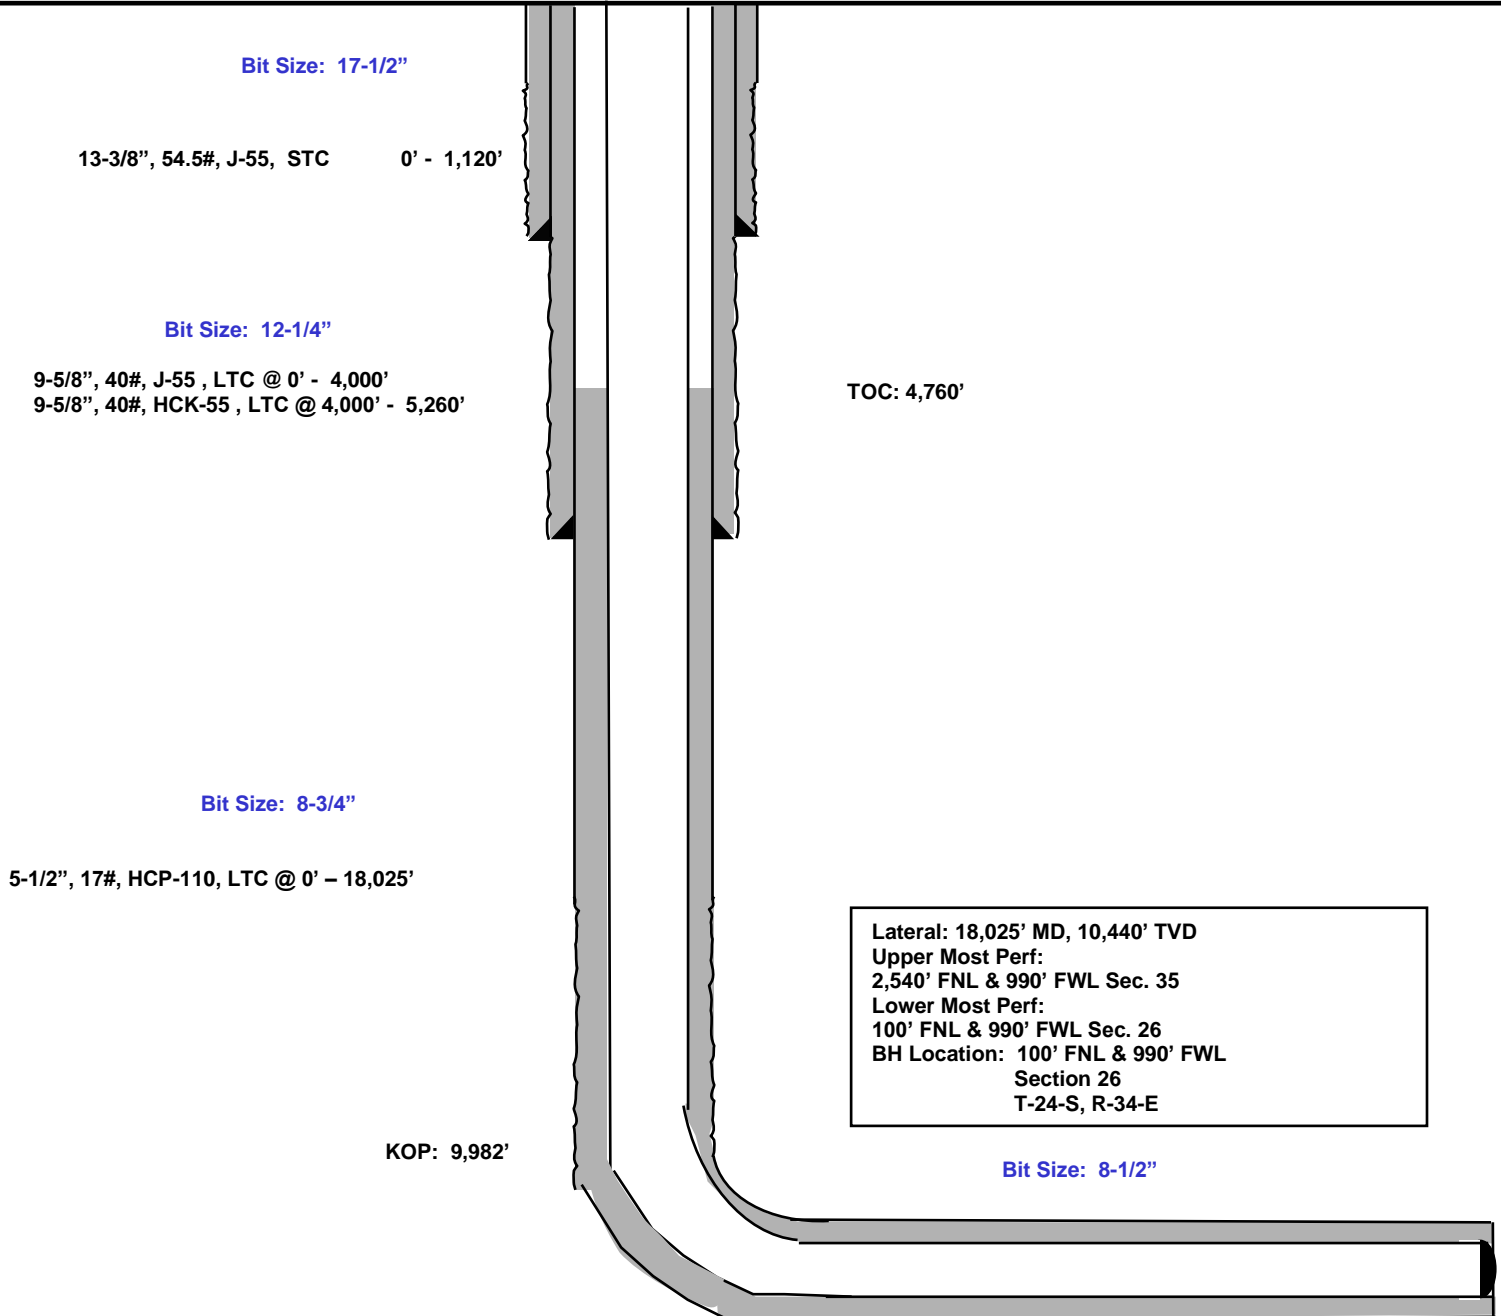 Bit Size: 17-1/2”
13-3/8”, 54.5#, J-55, STC 0’ - 1,120’
Bit Size: 12-1/4”
9-5/8”, 40#, J-55 , LTC @ 0’ - 4,000’
9-5/8”, 40#, HCK-55 , LTC @ 4,000’ - 5,260’
TOC: 4,760’
Bit Size: 8-3/4”
5-1/2”, 17#, HCP-110, LTC @ 0’ – 18,025’
Lateral: 18,025’ MD, 10,440’ TVD
Upper Most Perf:
2,540’ FNL & 990’ FWL Sec. 35
Lower Most Perf:
100’ FNL & 990’ FWL Sec. 26
BH Location: 100’ FNL & 990’ FWL
Section 26
T-24-S, R-34-E
KOP: 9,982’
Bit Size: 8-1/2”